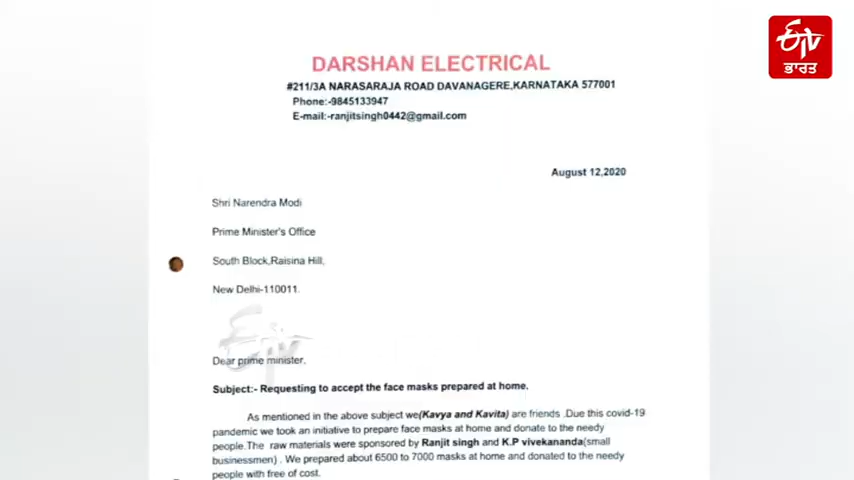 DARSHAN ELECTRICAL
#211/3A NARASARAJA ROAD DAVANAGERE,KARNATAKA 577001
Phone:-9845133947
E-mail:-ranjitsingh0442@gmail.com
August 12,2020
Shri Narendra Modi
Prime Minister's Office
South Block,Raisina Hill,
New Delhi-110011.
Dear prime minister,
Subject:- Requesting to accept the face masks prepared at home.
As mentioned in the above subject we(Kavya and Kavita) are friends .Due this covid-19
pandemic we took an initiative to prepare face masks at home and donate to the needy
people.The raw materials were sponsored by Ranjit singh and K.P vivekananda(small
businessmen) . We prepared about 6500 to 7000 masks at home and donated to the needy
people with free of cost.
ETV
ਭਾਰਤ